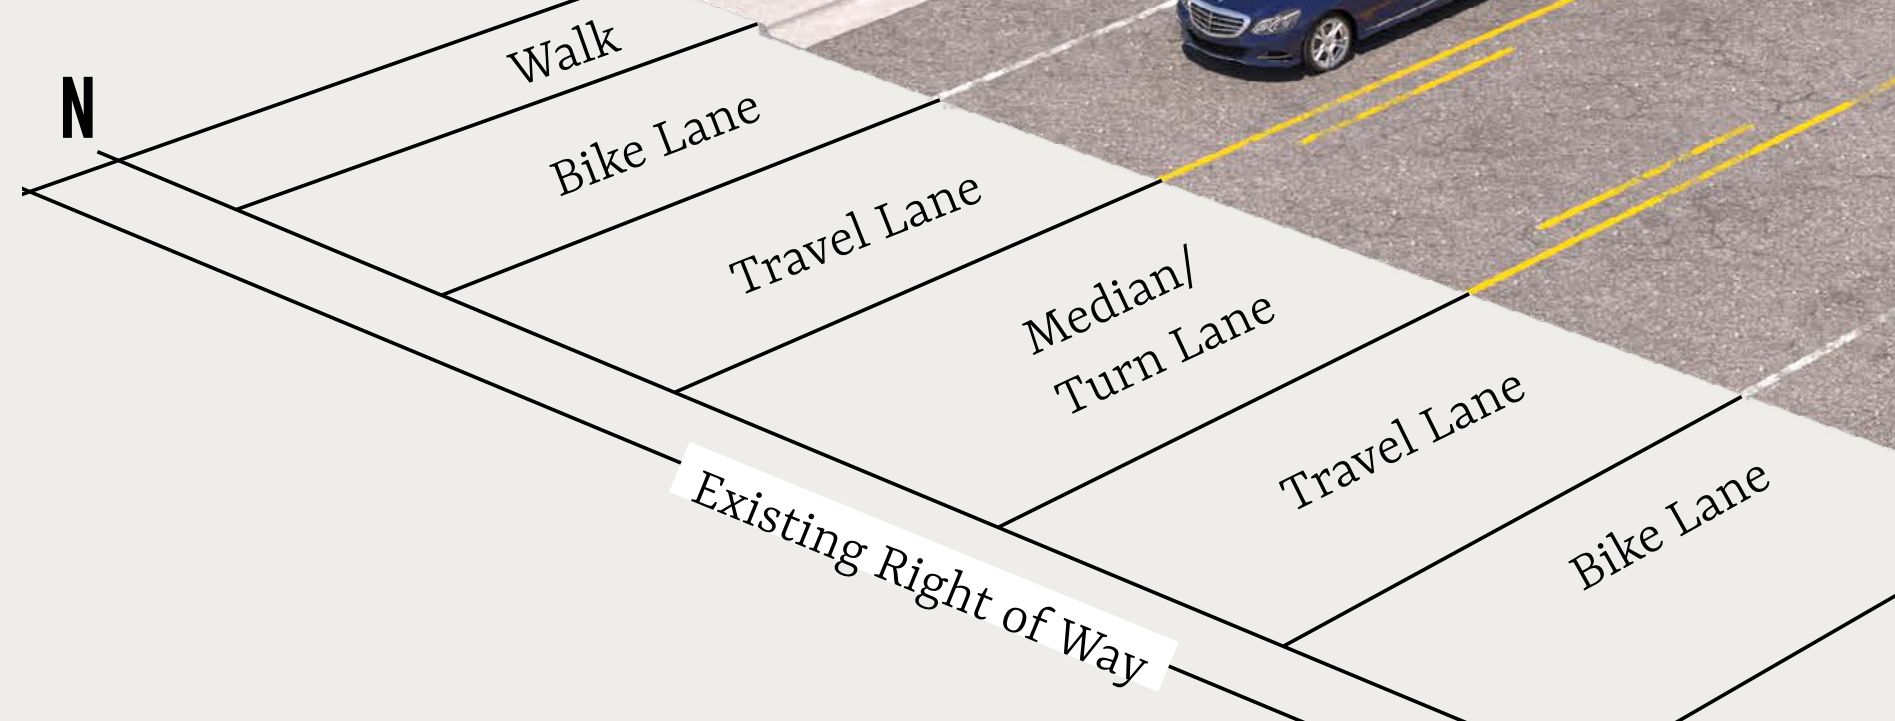 N
Walk
Bike Lane
Travel Lane
Median/
Turn Lane
Travel Lane
Bike Lane
Existing Right of Way